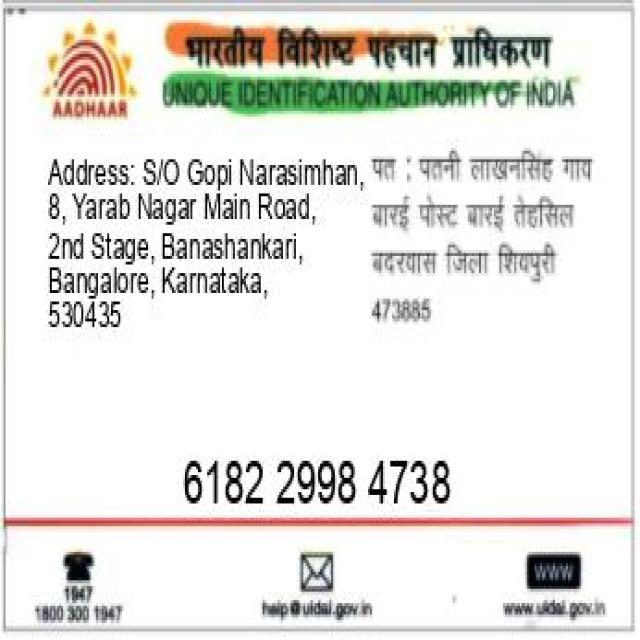 भारतीय विशिष्ट पहचान प्राधिकरण
AADHAAR
UNIQUE IDENTIFICATION AUTHORITY OF INDIA
Address: S/O Gopi Narasimhan,
8, Yarab Nagar Main Road,
2nd Stage, Banashankari,
Bangalore, Karnataka,
530435
पत : पतनी लाखनसिंह गाय
बारई पोस्ट बारई तेहसिल
बदरवास जिला शिवपुरी
473885
6182 2998 4738
1947
1800 300 1947
help@uidai.gov.in
WWW
www.uidai.gov.in